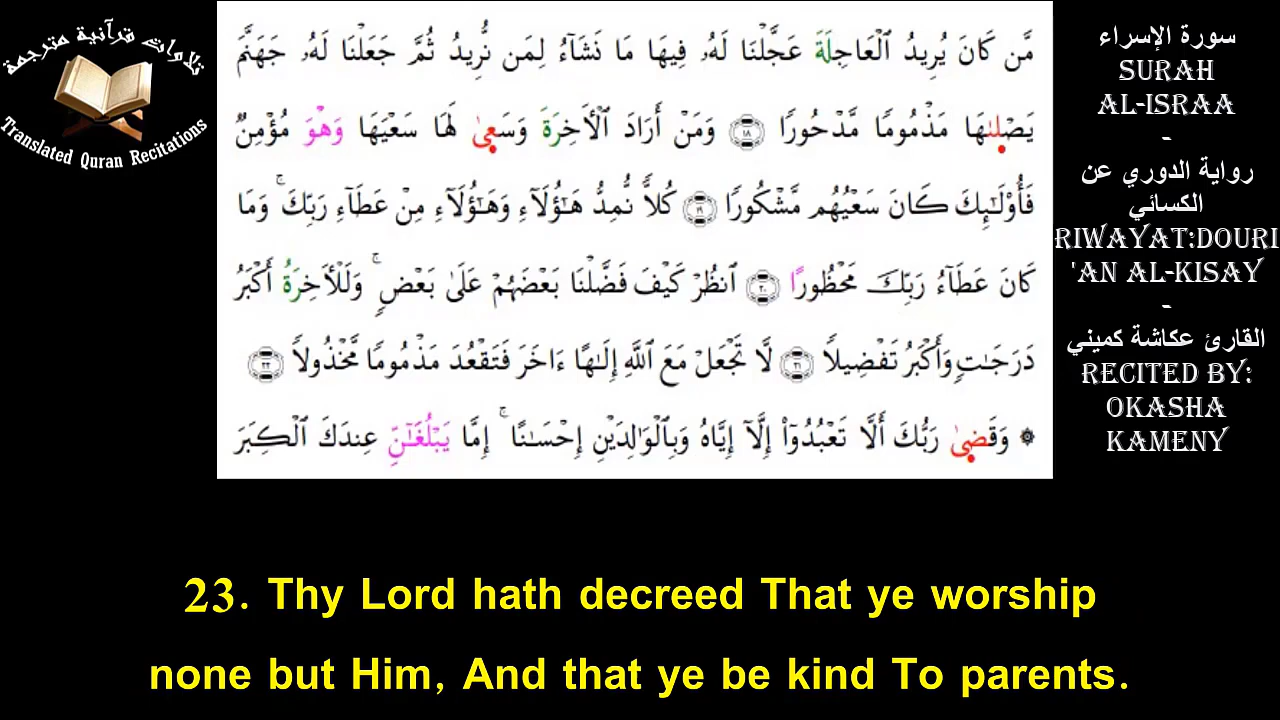 تلاوات قرآنية مترجمة
Translated Quran Recitations
مَّن كَانَ يُرِيدُ ٱلْعَاجِلَةَ عَجَّلْنَا لَهُۥ فِيهَا مَا نَشَآءُ لِمَن نُّرِيدُ ثُمَّ جَعَلْنَا لَهُۥ جَهَنَّمَ
يَصْلَىٰهَا مَذْمُومًا مَّدْحُورًا ١٨ وَمَنْ أَرَادَ ٱلْأَخِرَةَ وَسَعِىٰ لَهَا سَعْيَهَا وَهْوَ مُؤْمِنٌ
فَأُوْلَـٰٓئِكَ كَانَ سَعْيُهُم مَّشْكُورًا ١٩ كُلاًّ نُّمِدُّ هَـٰٓؤُلَآءِ وَهَـٰٓؤُلَآءِ مِنْ عَطَآءِ رَبِّكَ ۚ وَمَا
كَانَ عَطَآءُ رَبِّكَ مَحْظُورًا ٢٠ ٱنظُرْ كَيْفَ فَضَّلْنَا بَعْضَهُمْ عَلَىٰ بَعْضٍ ۚ وَلَلْأَخِرَةُ أَكْبَرُ
دَرَجَـٰتٍ وَأَكْبَرُ تَفْضِيلاً ٢١ لَّا تَجْعَلْ مَعَ ٱللَّهِ إِلَـٰهًا ءَاخَرَ فَتَقْعُدَ مَذْمُومًا مَّخْذُولاً ٢٢
۞ وَقَضِىٰ رَبُّكَ أَلَّا تَعْبُدُوٓاْ إِلَّآ إِيَّاهُ وَبِٱلْوَٰلِدَيْنِ إِحْسَـٰنًا ۚ إِمَّا يَبْلُغَـٰٓنِّ عِندَكَ ٱلْكِبَرَ
سورة الإسراء
SURAH
AL-ISRAA
-
رواية الدوري عن
الكسائي
RIWAYAT:DOURI
'AN AL-KISAY
-
القارئ عكاشة كميني
RECITED BY:
OKASHA
KAMENY
23. Thy Lord hath decreed That ye worship
none but Him, And that ye be kind To parents.